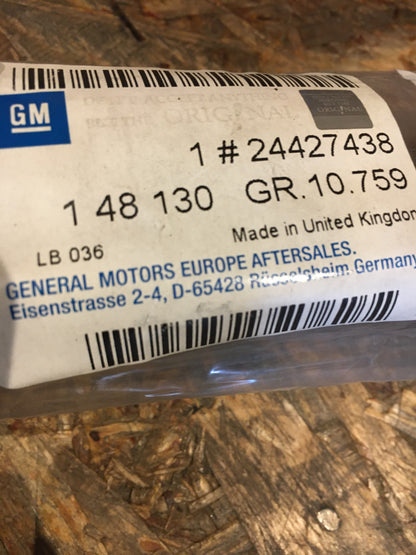 GM
ORIGINAL
1 # 24427438
1 48 130 GR.10.759
Made in United Kingdom
LB 036
GENERAL MOTORS EUROPE AFTERSALES.
Eisenstrasse 2-4, D-65428 Rüsselsheim, Germany